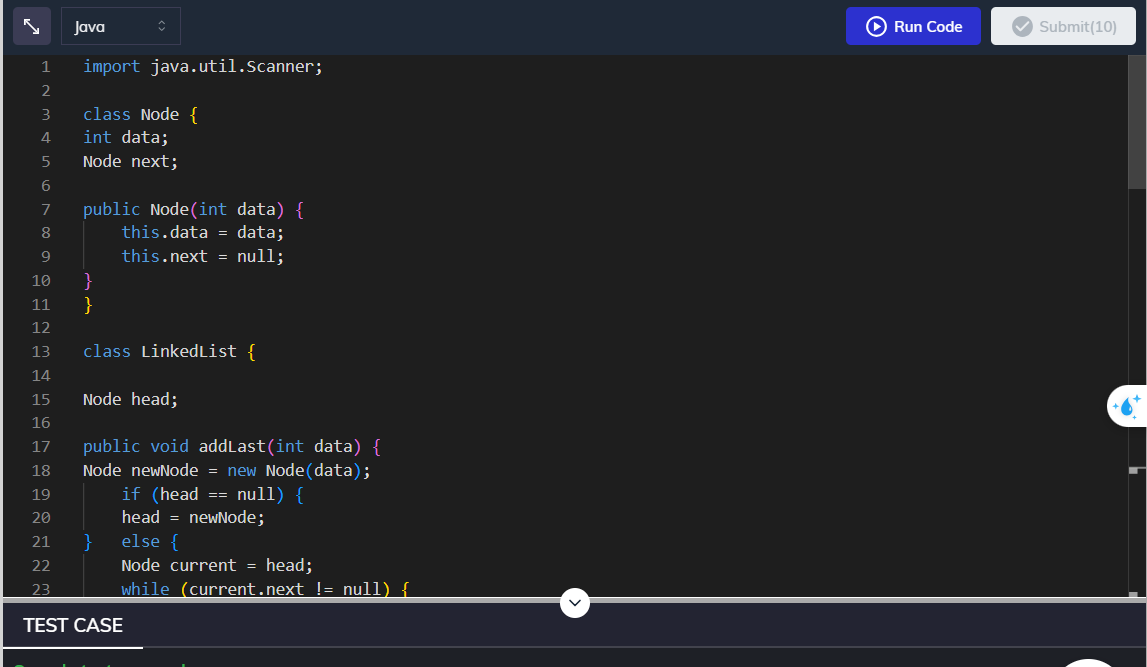 Java
Run Code
Submit(10)
1 import java.util.Scanner;
2
3 class Node {
4 int data;
5 Node next;
6
7 public Node(int data) {
8 this.data = data;
9 this.next = null;
10 }
11 }
12
13 class LinkedList {
14
15 Node head;
16
17 public void addLast(int data) {
18 Node newNode = new Node(data);
19 if (head == null) {
20 head = newNode;
21 } else {
22 Node current = head;
23 while (current.next != null) {
TEST CASE